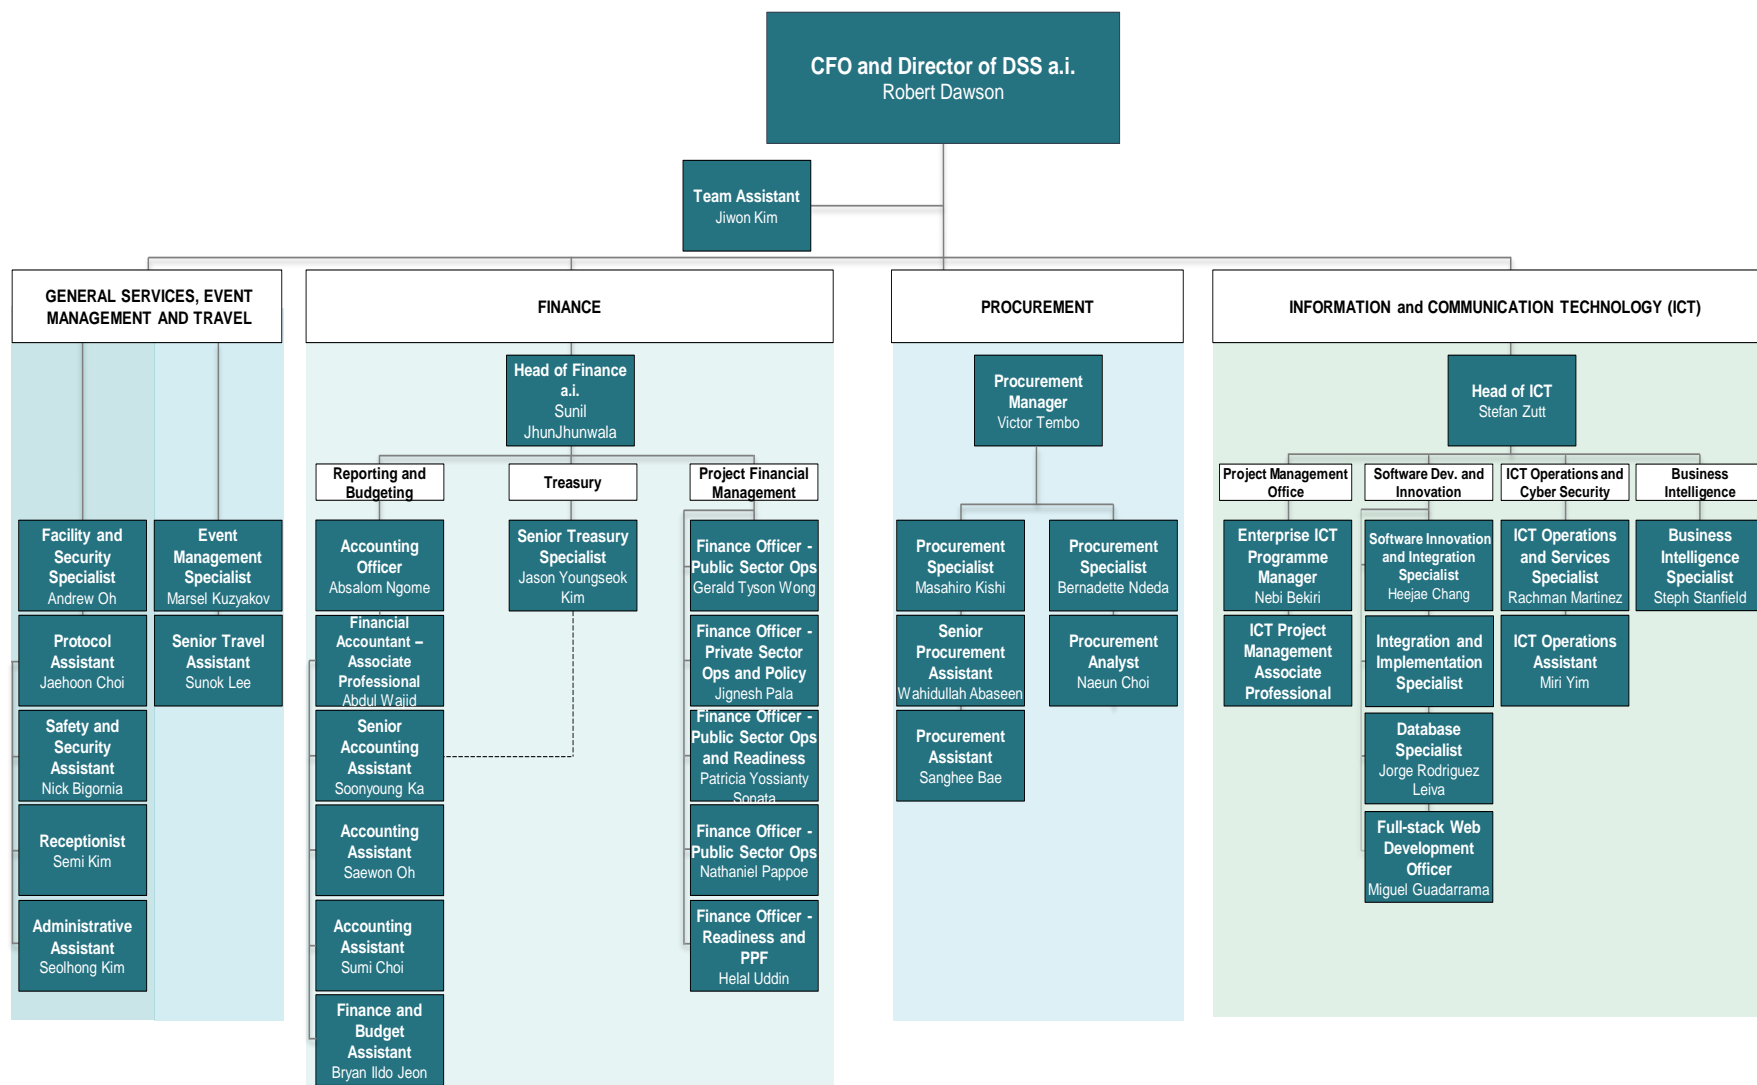 CFO and Director of DSS a.i.
Robert Dawson
Team Assistant
Jiwon Kim
GENERAL SERVICES, EVENT
MANAGEMENT AND TRAVEL
FINANCE
PROCUREMENT
INFORMATION and COMMUNICATION TECHNOLOGY (ICT)
Facility and
Security
Specialist
Andrew Oh
Protocol
Assistant
Jaehoon Choi
Safety and
Security
Assistant
Nick Bigornia
Receptionist
Semi Kim
Administrative
Assistant
Seolhong Kim
Event
Management
Specialist
Marsel Kuzyakov
Senior Travel
Assistant
Sunok Lee
Head of Finance
a.i.
Sunil
JhunJhunwala
Reporting and
Budgeting
Accounting
Officer
Absalom Ngome
Financial
Accountant –
Associate
Professional
Abdul Wajid
Senior
Accounting
Assistant
Soonyoung Ka
Accounting
Assistant
Saewon Oh
Accounting
Assistant
Sumi Choi
Finance and
Budget
Assistant
Bryan Ildo Jeon
Treasury
Senior Treasury
Specialist
Jason Youngseok
Kim
Project Financial
Management
Finance Officer -
Public Sector Ops
Gerald Tyson Wong
Finance Officer -
Private Sector
Ops and Policy
Jignesh Pala
Finance Officer -
Public Sector Ops
and Readiness
Patricia Yossianty
Sonata
Finance Officer -
Public Sector Ops
Nathaniel Pappoe
Finance Officer -
Readiness and
PPF
Helal Uddin
Procurement
Manager
Victor Tembo
Procurement
Specialist
Masahiro Kishi
Senior
Procurement
Assistant
Wahidullah Abaseen
Procurement
Assistant
Sanghee Bae
Procurement
Specialist
Bernadette Ndeda
Procurement
Analyst
Naeun Choi
Head of ICT
Stefan Zutt
Project Management
Office
Enterprise ICT
Programme
Manager
Nebi Bekiri
ICT Project
Management
Associate
Professional
Software Dev. and
Innovation
Software Innovation
and Integration
Specialist
Heejae Chang
Integration and
Implementation
Specialist
Database
Specialist
Jorge Rodriguez
Leiva
Full-stack Web
Development
Officer
Miguel Guadarrama
ICT Operations and
Cyber Security
ICT Operations
and Services
Specialist
Rachman Martinez
ICT Operations
Assistant
Miri Yim
Business
Intelligence
Business
Intelligence
Specialist
Steph Stanfield